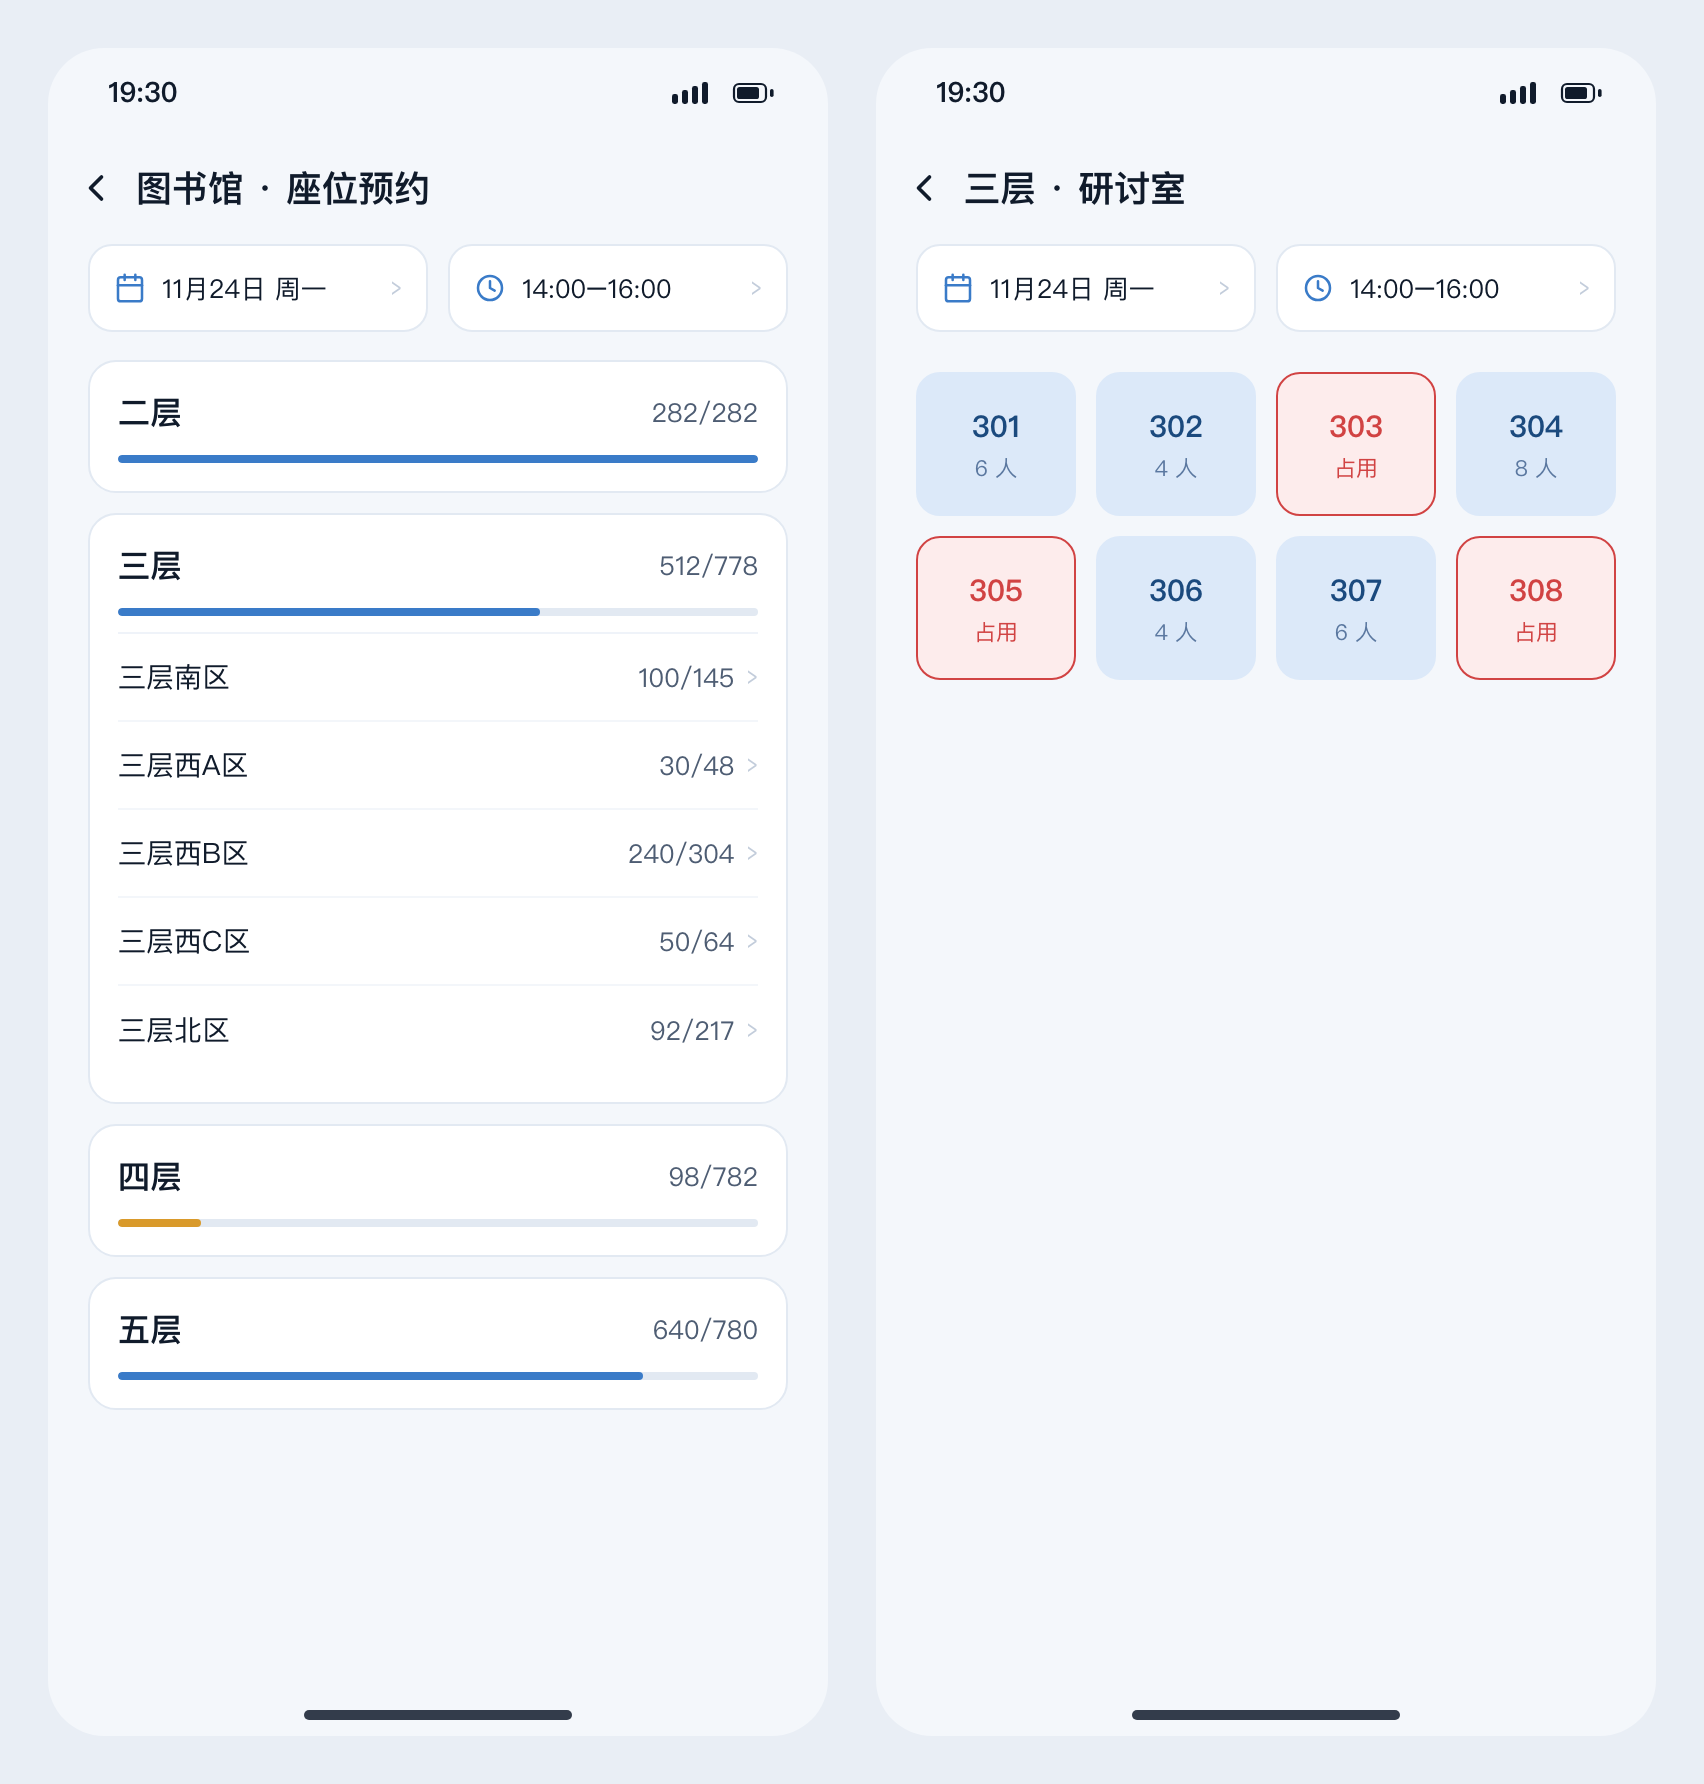 19:30
图书馆 · 座位预约
11月24日 周一
14:00–16:00
二层 282/282
三层 512/778
三层南区 100/145
三层西A区 30/48
三层西B区 240/304
三层西C区 50/64
三层北区 92/217
四层 98/782
五层 640/780
19:30
三层 · 研讨室
11月24日 周一
14:00–16:00
301
6 人
302
4 人
303
占用
304
8 人
305
占用
306
4 人
307
6 人
308
占用